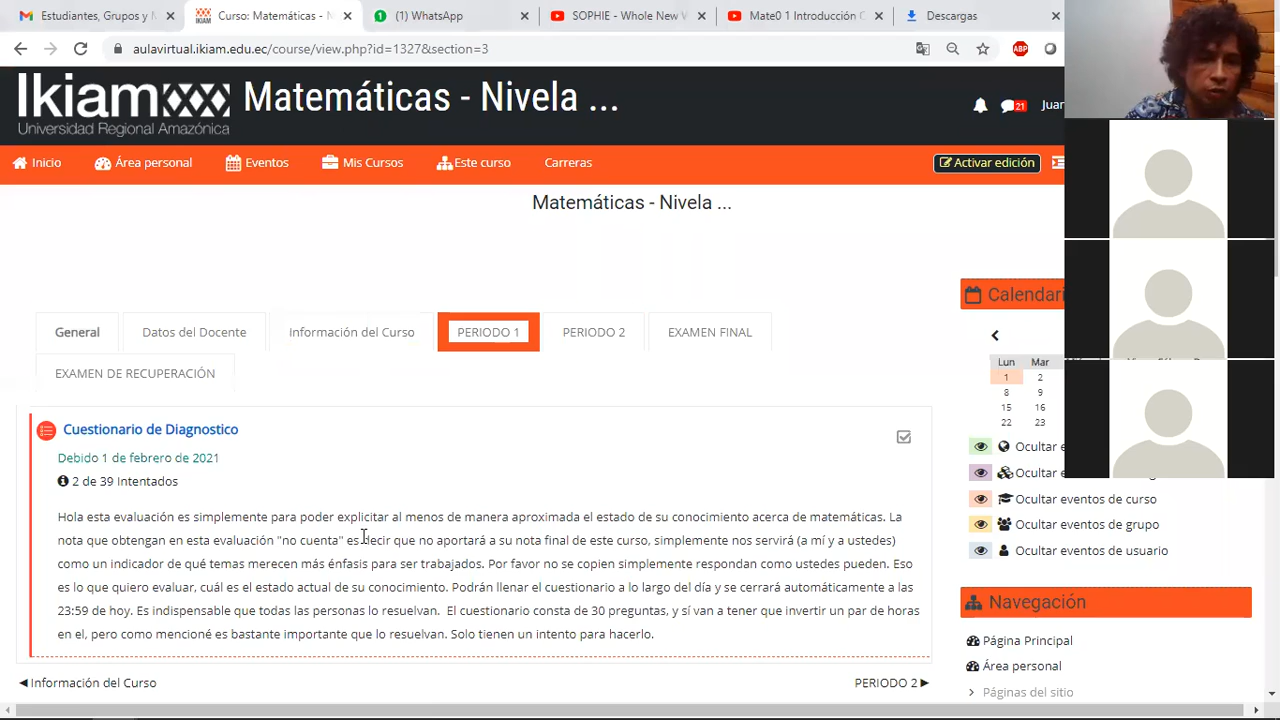 Estudiantes, Grupos y M
Curso: Matemáticas - N
(1) WhatsApp
SOPHIE - Whole New W
Mate0 1 Introducción C
Descargas
aulavirtual.ikiam.edu.ec/course/view.php?id=1327&section=3
ABP
Ikiam
Universidad Regional Amazónica
Matemáticas - Nivela ...
21
Juan
Inicio
Área personal
Eventos
Mis Cursos
Este curso
Carreras
Activar edición
Matemáticas - Nivela ...
General
Datos del Docente
Información del Curso
PERIODO 1
PERIODO 2
EXAMEN FINAL
EXAMEN DE RECUPERACIÓN
Cuestionario de Diagnostico
Debido 1 de febrero de 2021
2 de 39 Intentados
Hola esta evaluación es simplemente para poder explicitar al menos de manera aproximada el estado de su conocimiento acerca de matemáticas. La
nota que obtengan en esta evaluación "no cuenta" es decir que no aportará a su nota final de este curso, simplemente nos servirá (a mí y a ustedes)
como un indicador de qué temas merecen más énfasis para ser trabajados. Por favor no se copien simplemente respondan como ustedes pueden. Eso
es lo que quiero evaluar, cuál es el estado actual de su conocimiento. Podrán llenar el cuestionario a lo largo del día y se cerrará automáticamente a las
23:59 de hoy. Es indispensable que todas las personas lo resuelvan. El cuestionario consta de 30 preguntas, y sí van a tener que invertir un par de horas
en el, pero como mencioné es bastante importante que lo resuelvan. Solo tienen un intento para hacerlo.
Información del Curso
PERIODO 2
Calendari
Lun Mar
1 2
8 9
15 16
22 23
Ocultar e
Ocultar e
Ocultar eventos de curso
Ocultar eventos de grupo
Ocultar eventos de usuario
Navegación
Página Principal
Área personal
Páginas del sitio